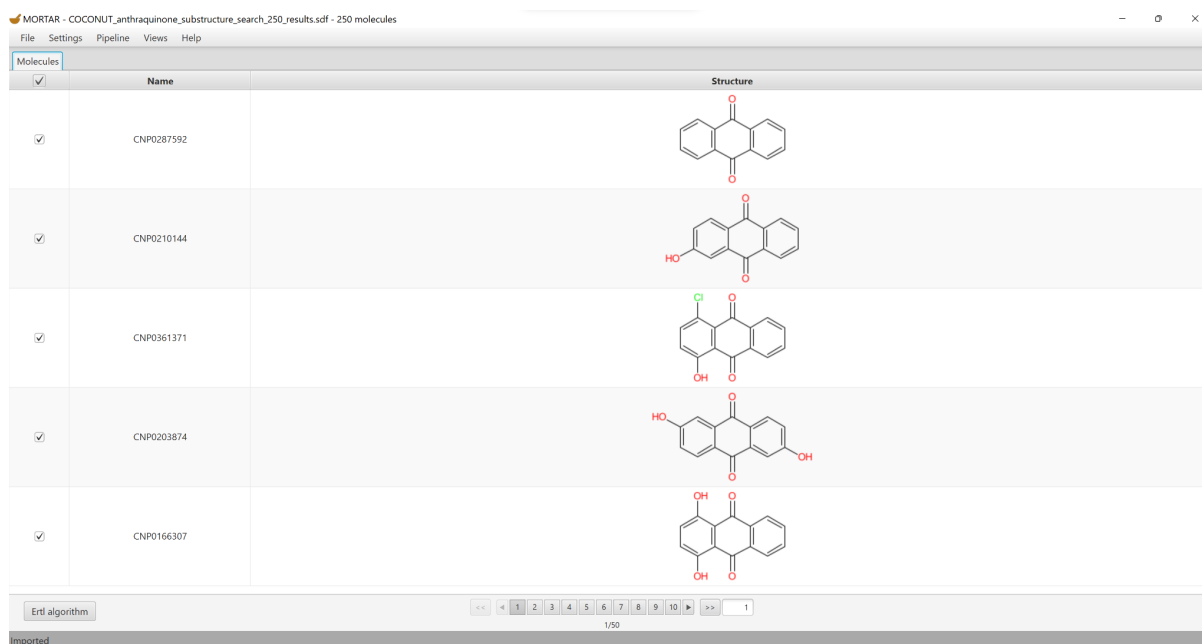 MORTAR - COCONUT_anthraquinone_substructure_search_250_results.sdf - 250 molecules
File Settings Pipeline Views Help
Molecules
Name Structure
O
CNP0287592
O
O
CNP0210144
HO
O
Cl O
CNP0361371
OH O
O
HO
CNP0203874
OH
O
OH O
CNP0166307
OH O
Ertl algorithm << 1 2 3 4 5 6 7 8 9 10 >> 1
1/50
Imported